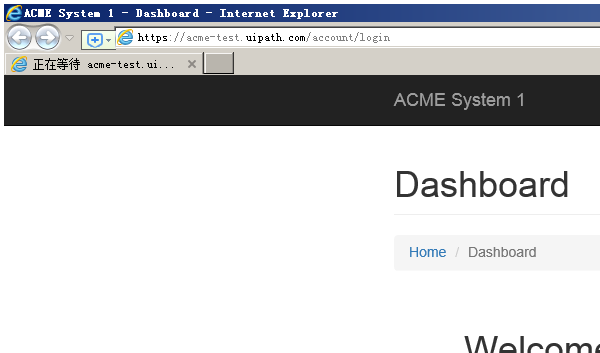 ACME System 1 - Dashboard - Internet Explorer
https://acme-test.uipath.com/account/login
正在等待 acme-test.ui...
ACME System 1
Dashboard
Home / Dashboard
Welcome